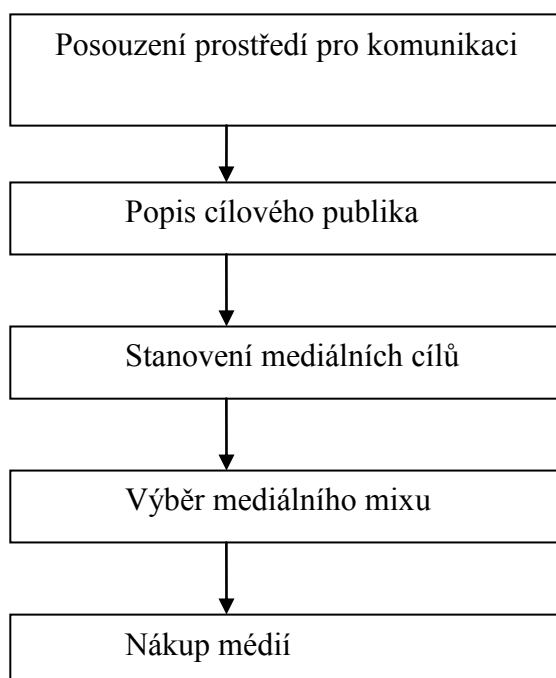 Posouzení prostředí pro komunikaci
Popis cílového publika
Stanovení mediálních cílů
Výběr mediálního mixu
Nákup médií